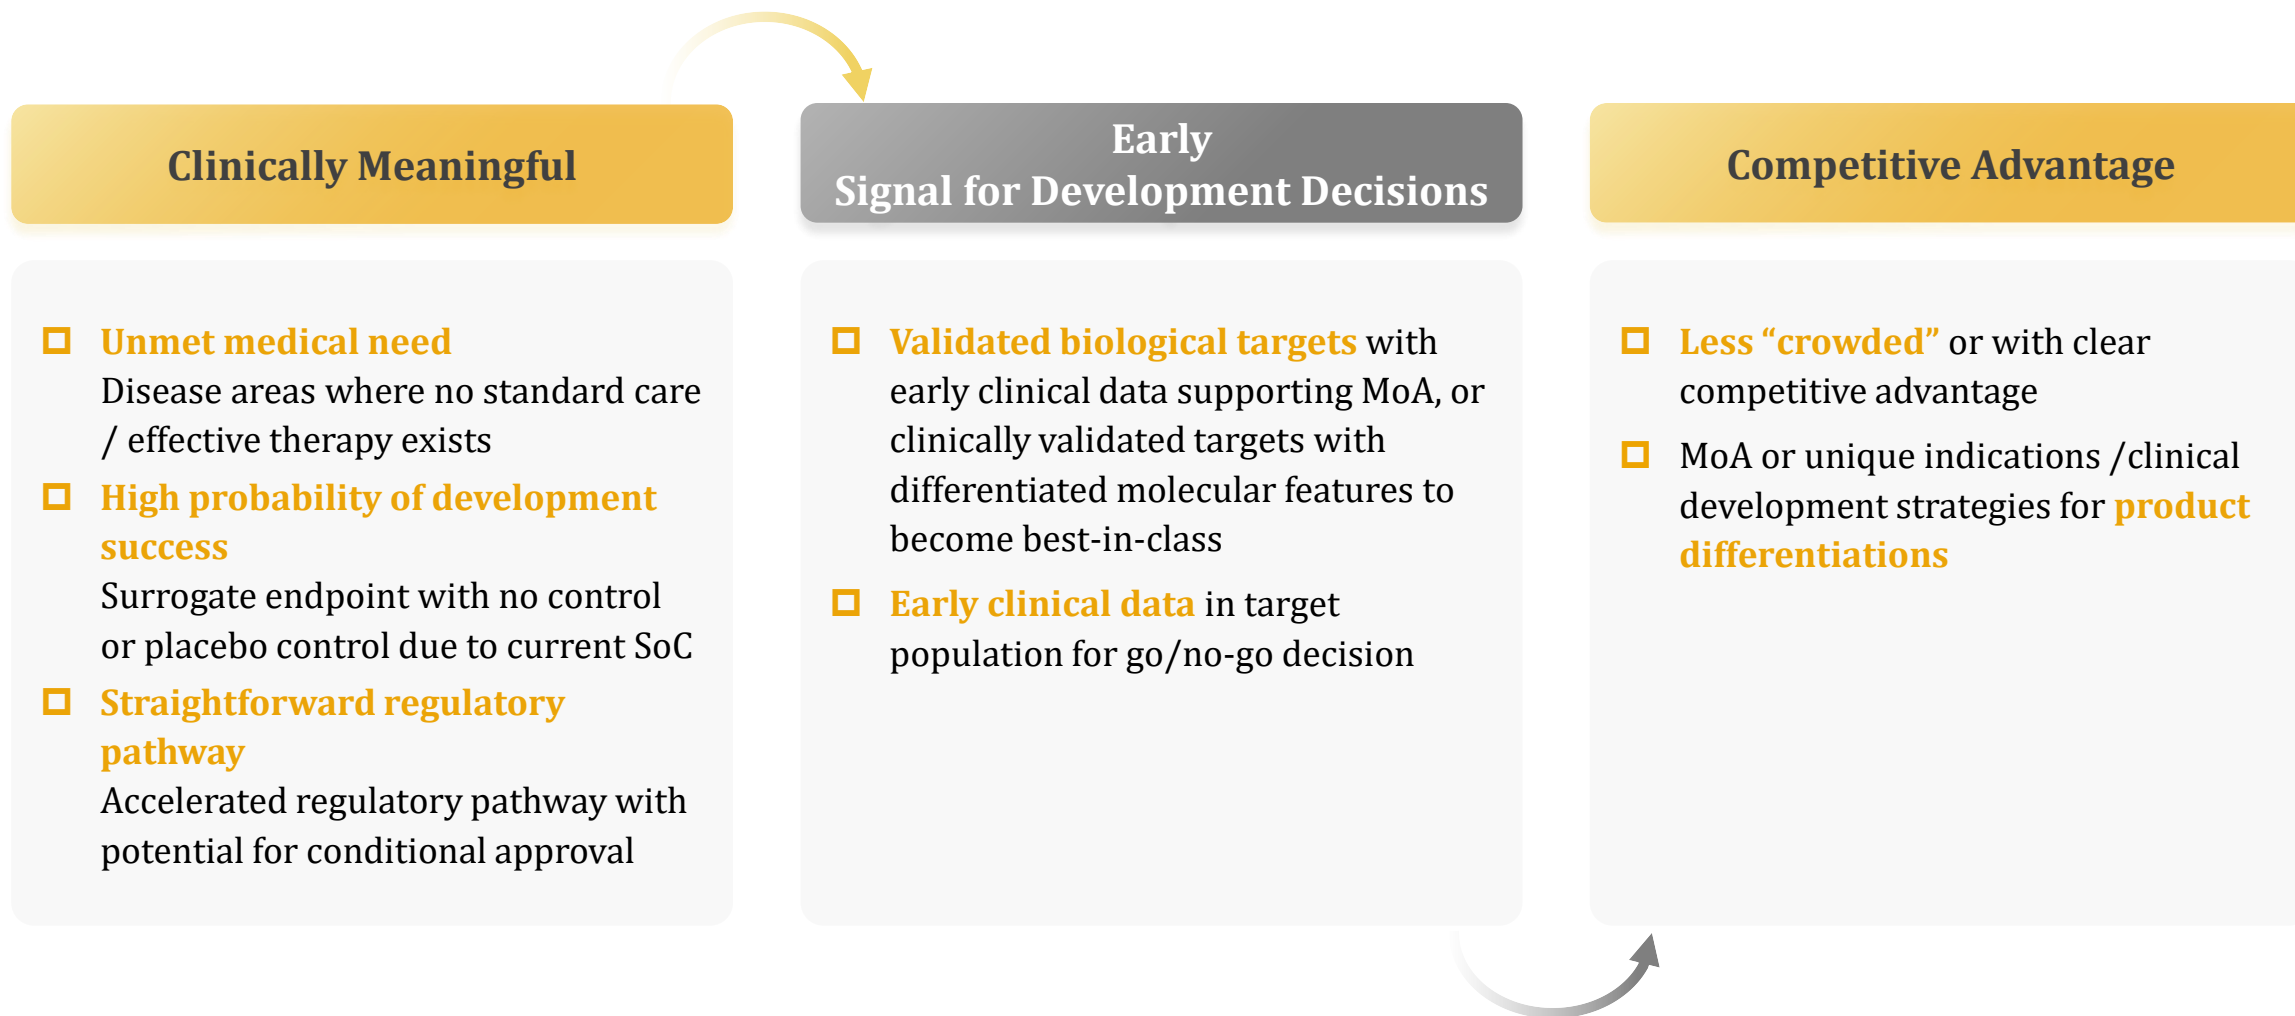 Clinically Meaningful
Unmet medical need
Disease areas where no standard care
/ effective therapy exists
High probability of development
success
Surrogate endpoint with no control
or placebo control due to current SoC
Straightforward regulatory
pathway
Accelerated regulatory pathway with
potential for conditional approval
Early
Signal for Development Decisions
Validated biological targets with
early clinical data supporting MoA, or
clinically validated targets with
differentiated molecular features to
become best-in-class
Early clinical data in target
population for go/no-go decision
Competitive Advantage
Less “crowded” or with clear
competitive advantage
MoA or unique indications /clinical
development strategies for product
differentiations